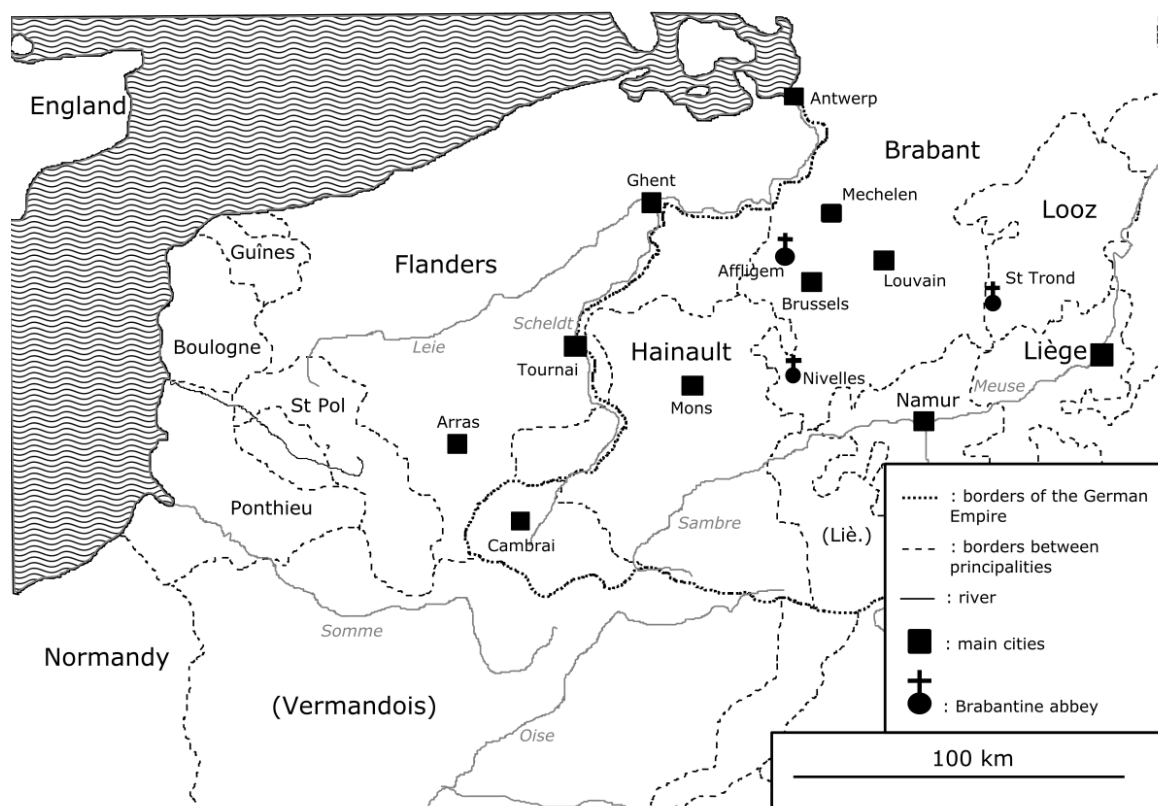 England
Antwerp
Brabant
Ghent
Mechelen
Looz
Guînes
Flanders
Affligem
Louvain
St Trond
Brussels
Scheldt
Leie
Boulogne
Tournai
Hainault
Liège
Nivelles
Meuse
St Pol
Mons
Namur
Arras
Ponthieu
Sambre
Cambrai
(Liè.)
Somme
Normandy
(Vermandois)
Oise
: borders of the German
Empire
: borders between
principalities
: river
: main cities
: Brabantine abbey
100 km